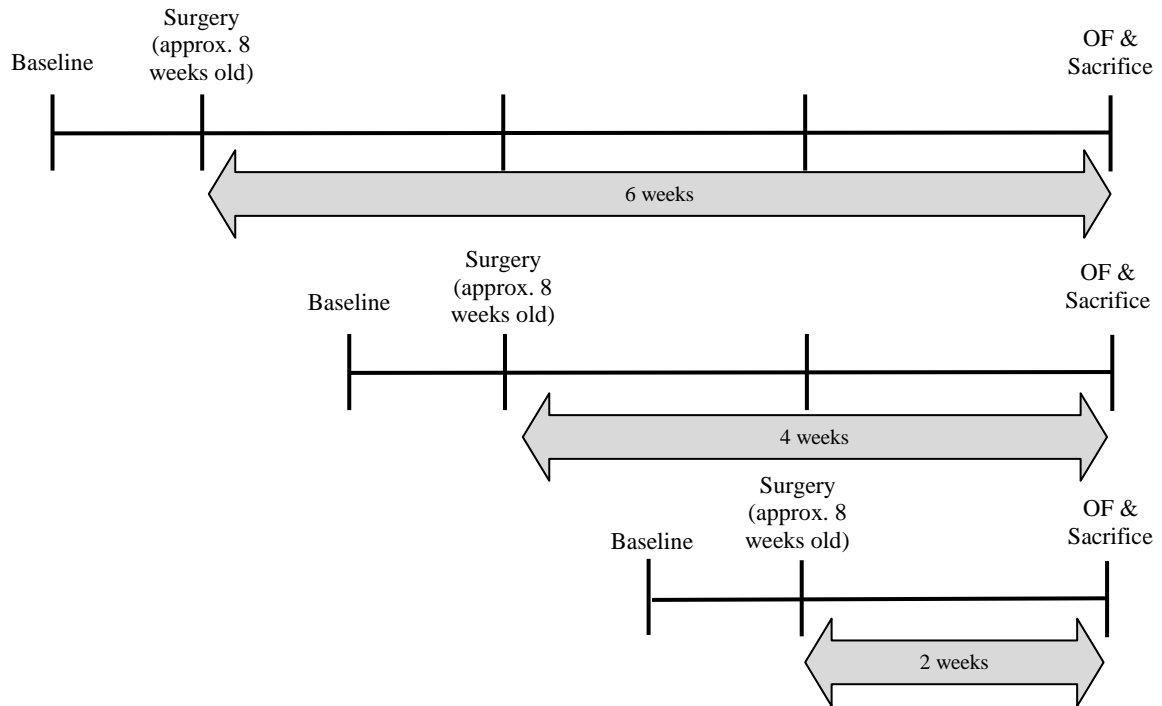 Baseline
Surgery
(approx. 8
weeks old)
OF &
Sacrifice
6 weeks
Baseline
Surgery
(approx. 8
weeks old)
OF &
Sacrifice
4 weeks
Baseline
Surgery
(approx. 8
weeks old)
OF &
Sacrifice
2 weeks